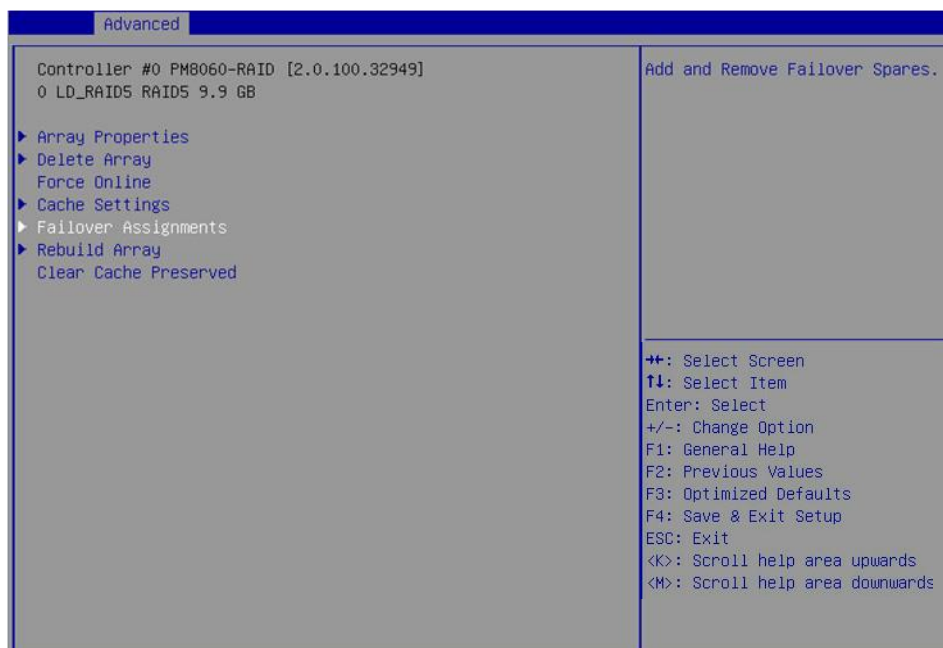 Advanced
Controller #0 PM8060-RAID [2.0.100.32949]
0 LD_RAID5 RAID5 9.9 GB
Array Properties
Delete Array
Force Online
Cache Settings
Failover Assignments
Rebuild Array
Clear Cache Preserved
Add and Remove Failover Spares.
→←: Select Screen
↑↓: Select Item
Enter: Select
+/-: Change Option
F1: General Help
F2: Previous Values
F3: Optimized Defaults
F4: Save & Exit Setup
ESC: Exit
<K>: Scroll help area upwards
<M>: Scroll help area downwards